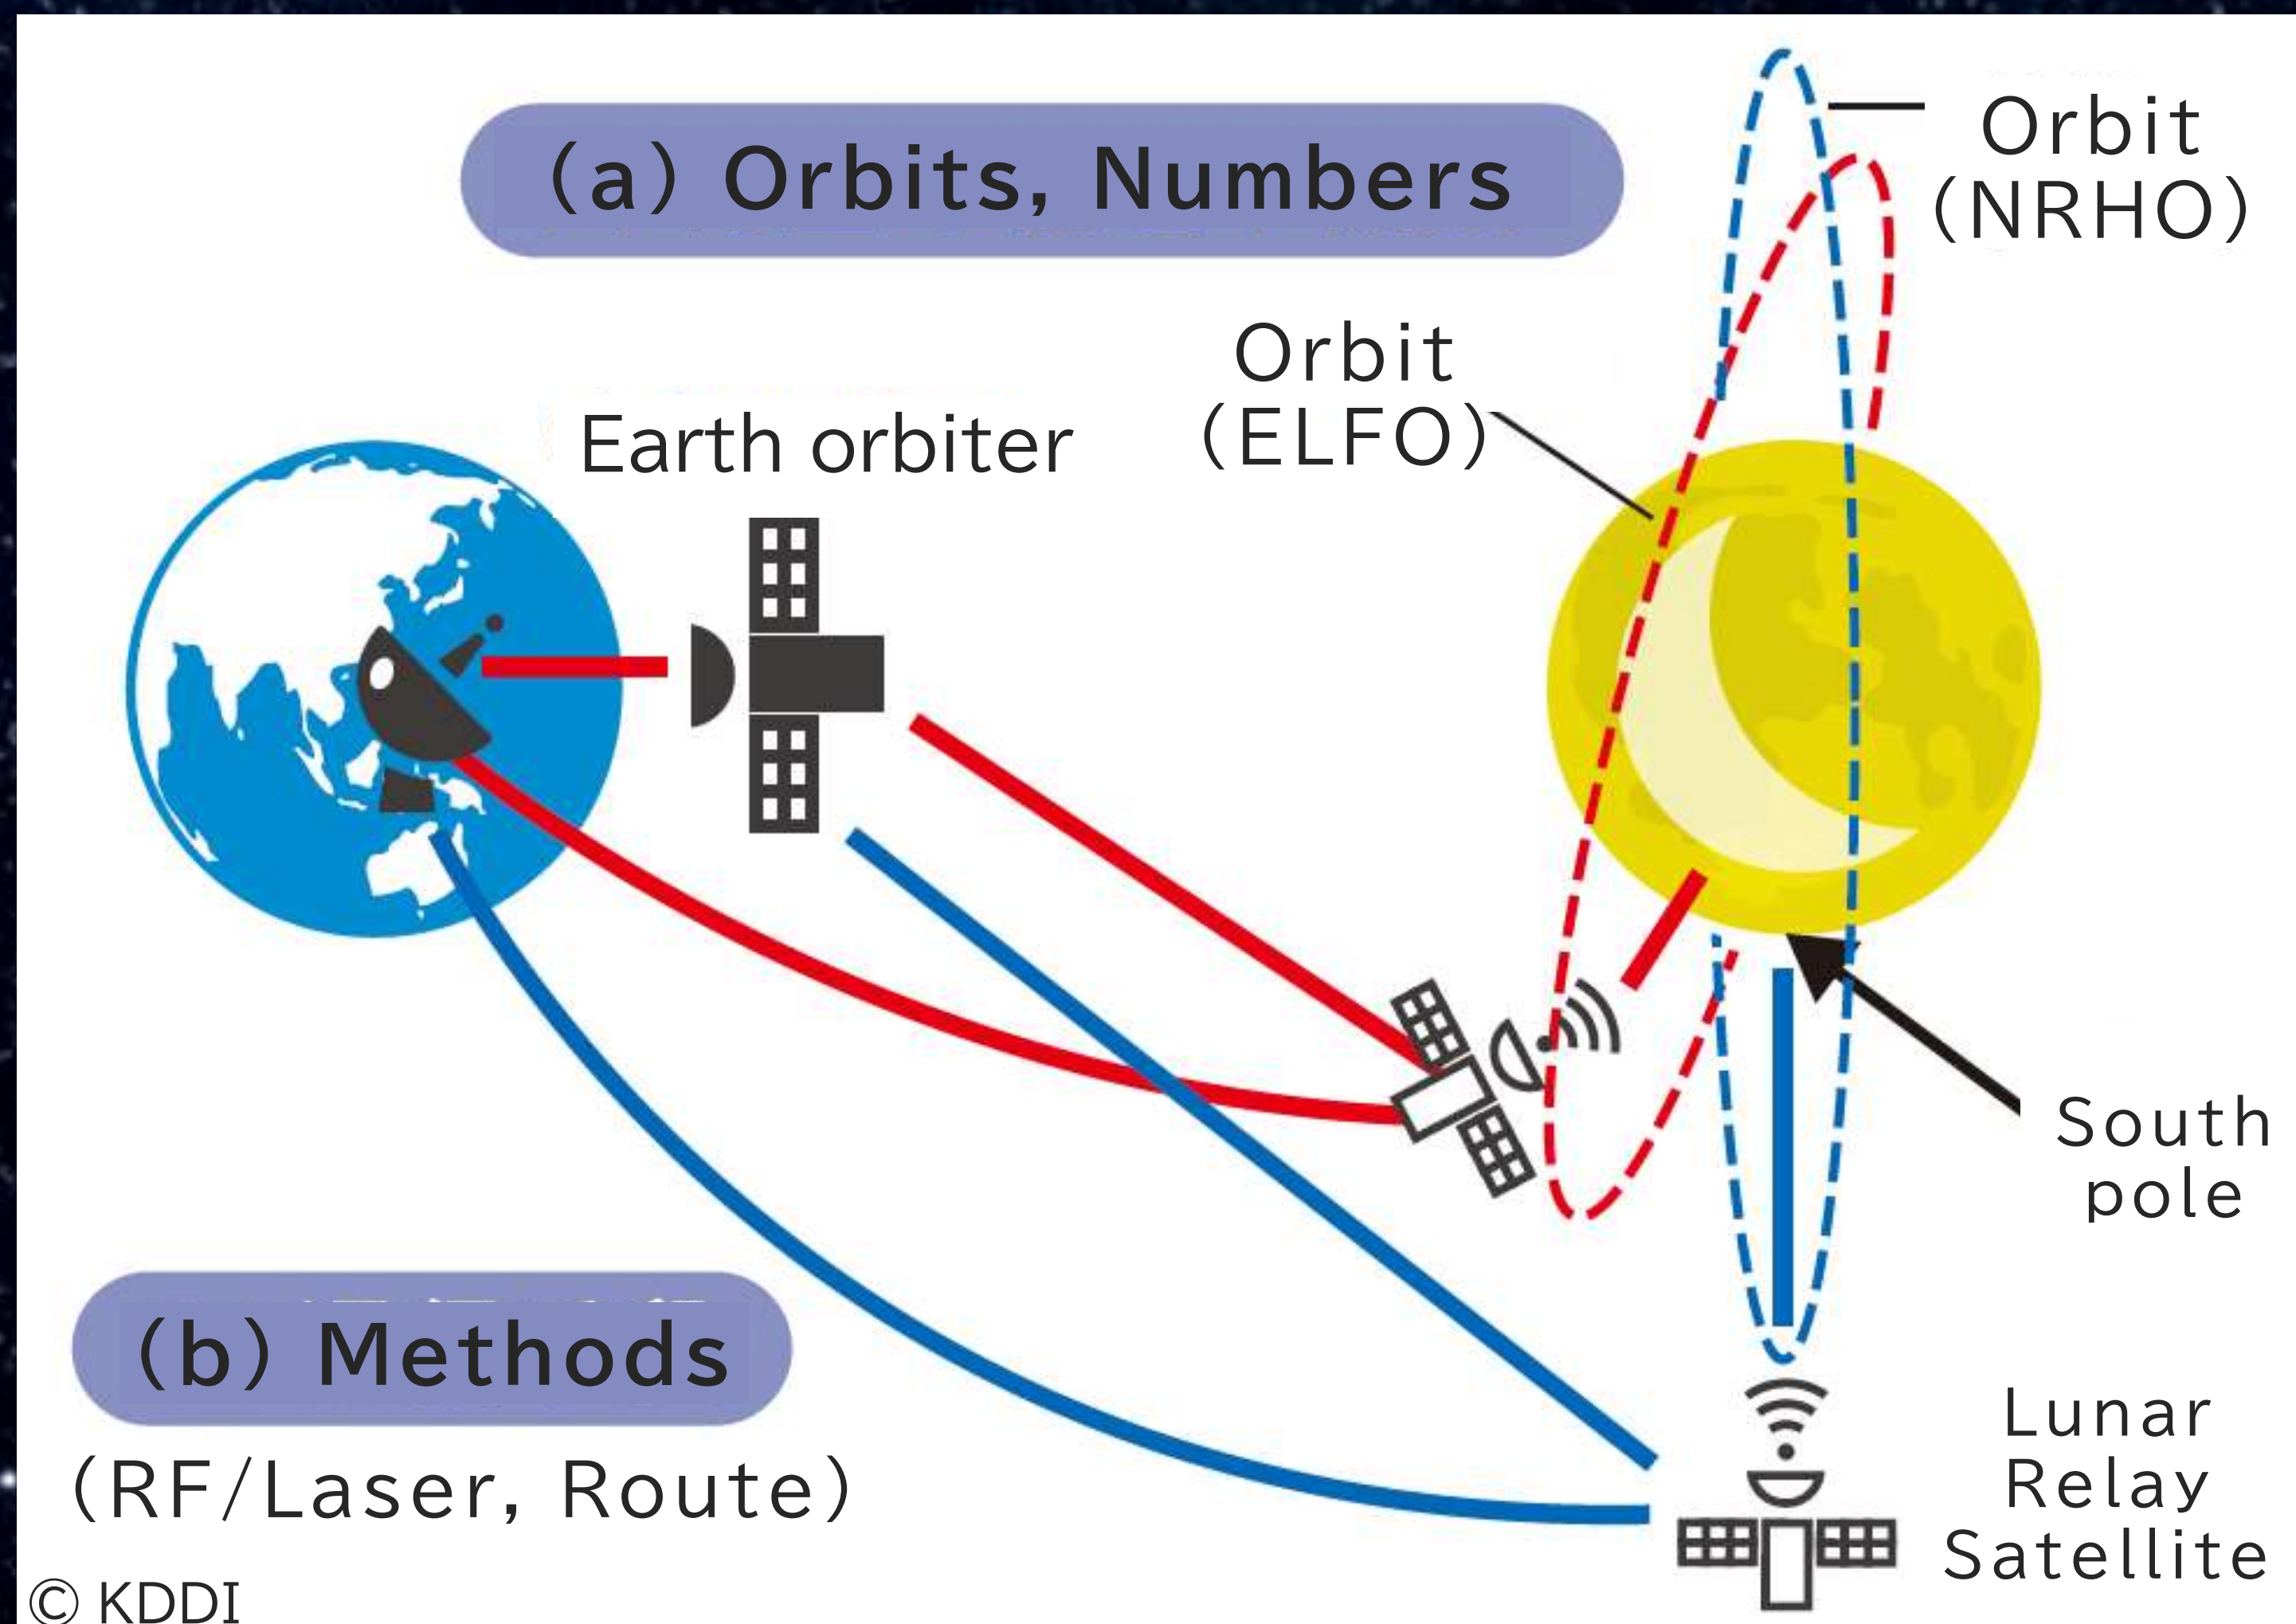 (a) Orbits, Numbers
Orbit
(NRHO)
Orbit
(ELFO)
Earth orbiter
South
pole
(b) Methods
(RF/Laser, Route)
Lunar
Relay
Satellite
© KDDI